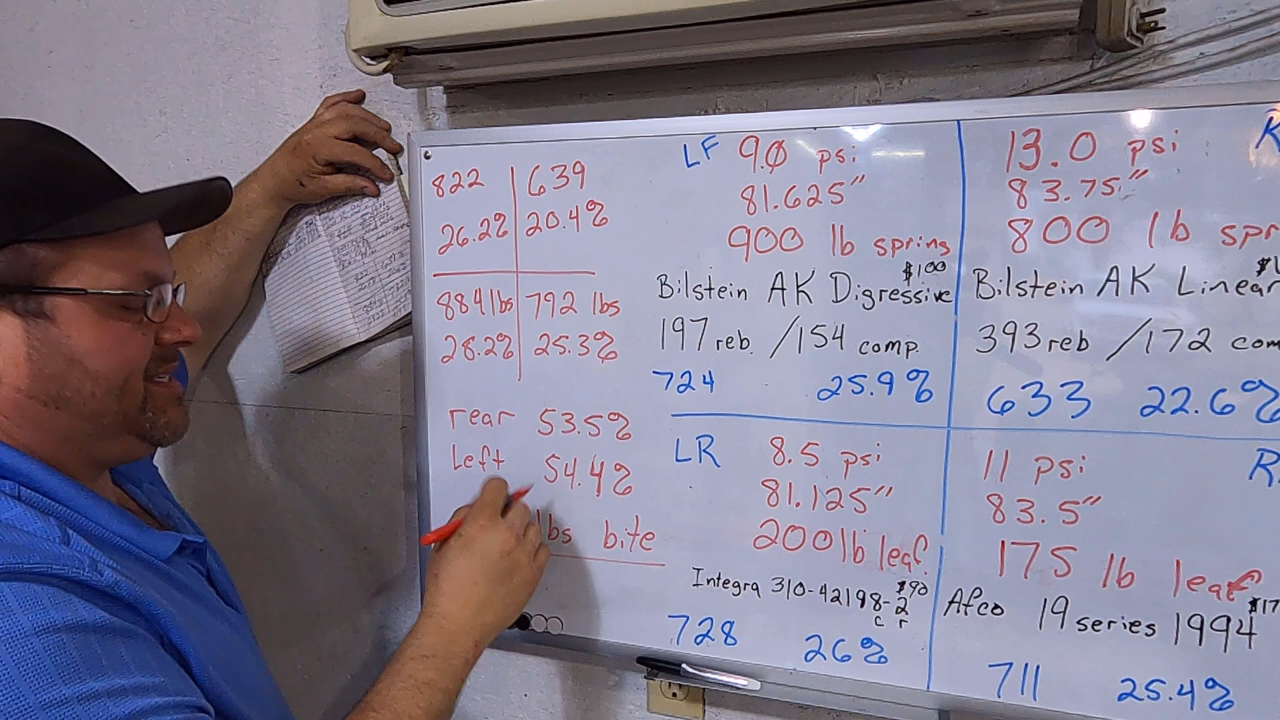 822 639
26.2% 20.4%
884 lbs 792 lbs
28.2% 25.3%
rear 53.5%
Left 54.4%
lbs bite
LF 9.0 psi
81.625"
900 lb spring
$100
Bilstein AK Digressive
197 reb. /154 comp.
724 25.9%
13.0 psi
83.75"
800 lb spr
Bilstein AK Linear
393 reb /172 com
633 22.6%
LR 8.5 psi
81.125"
200 lb leaf.
$90
Integra 310-42198-2
c r
728 26%
11 psi
83.5"
175 lb leaf
$17
Afco 19 series 1994
711 25.4%